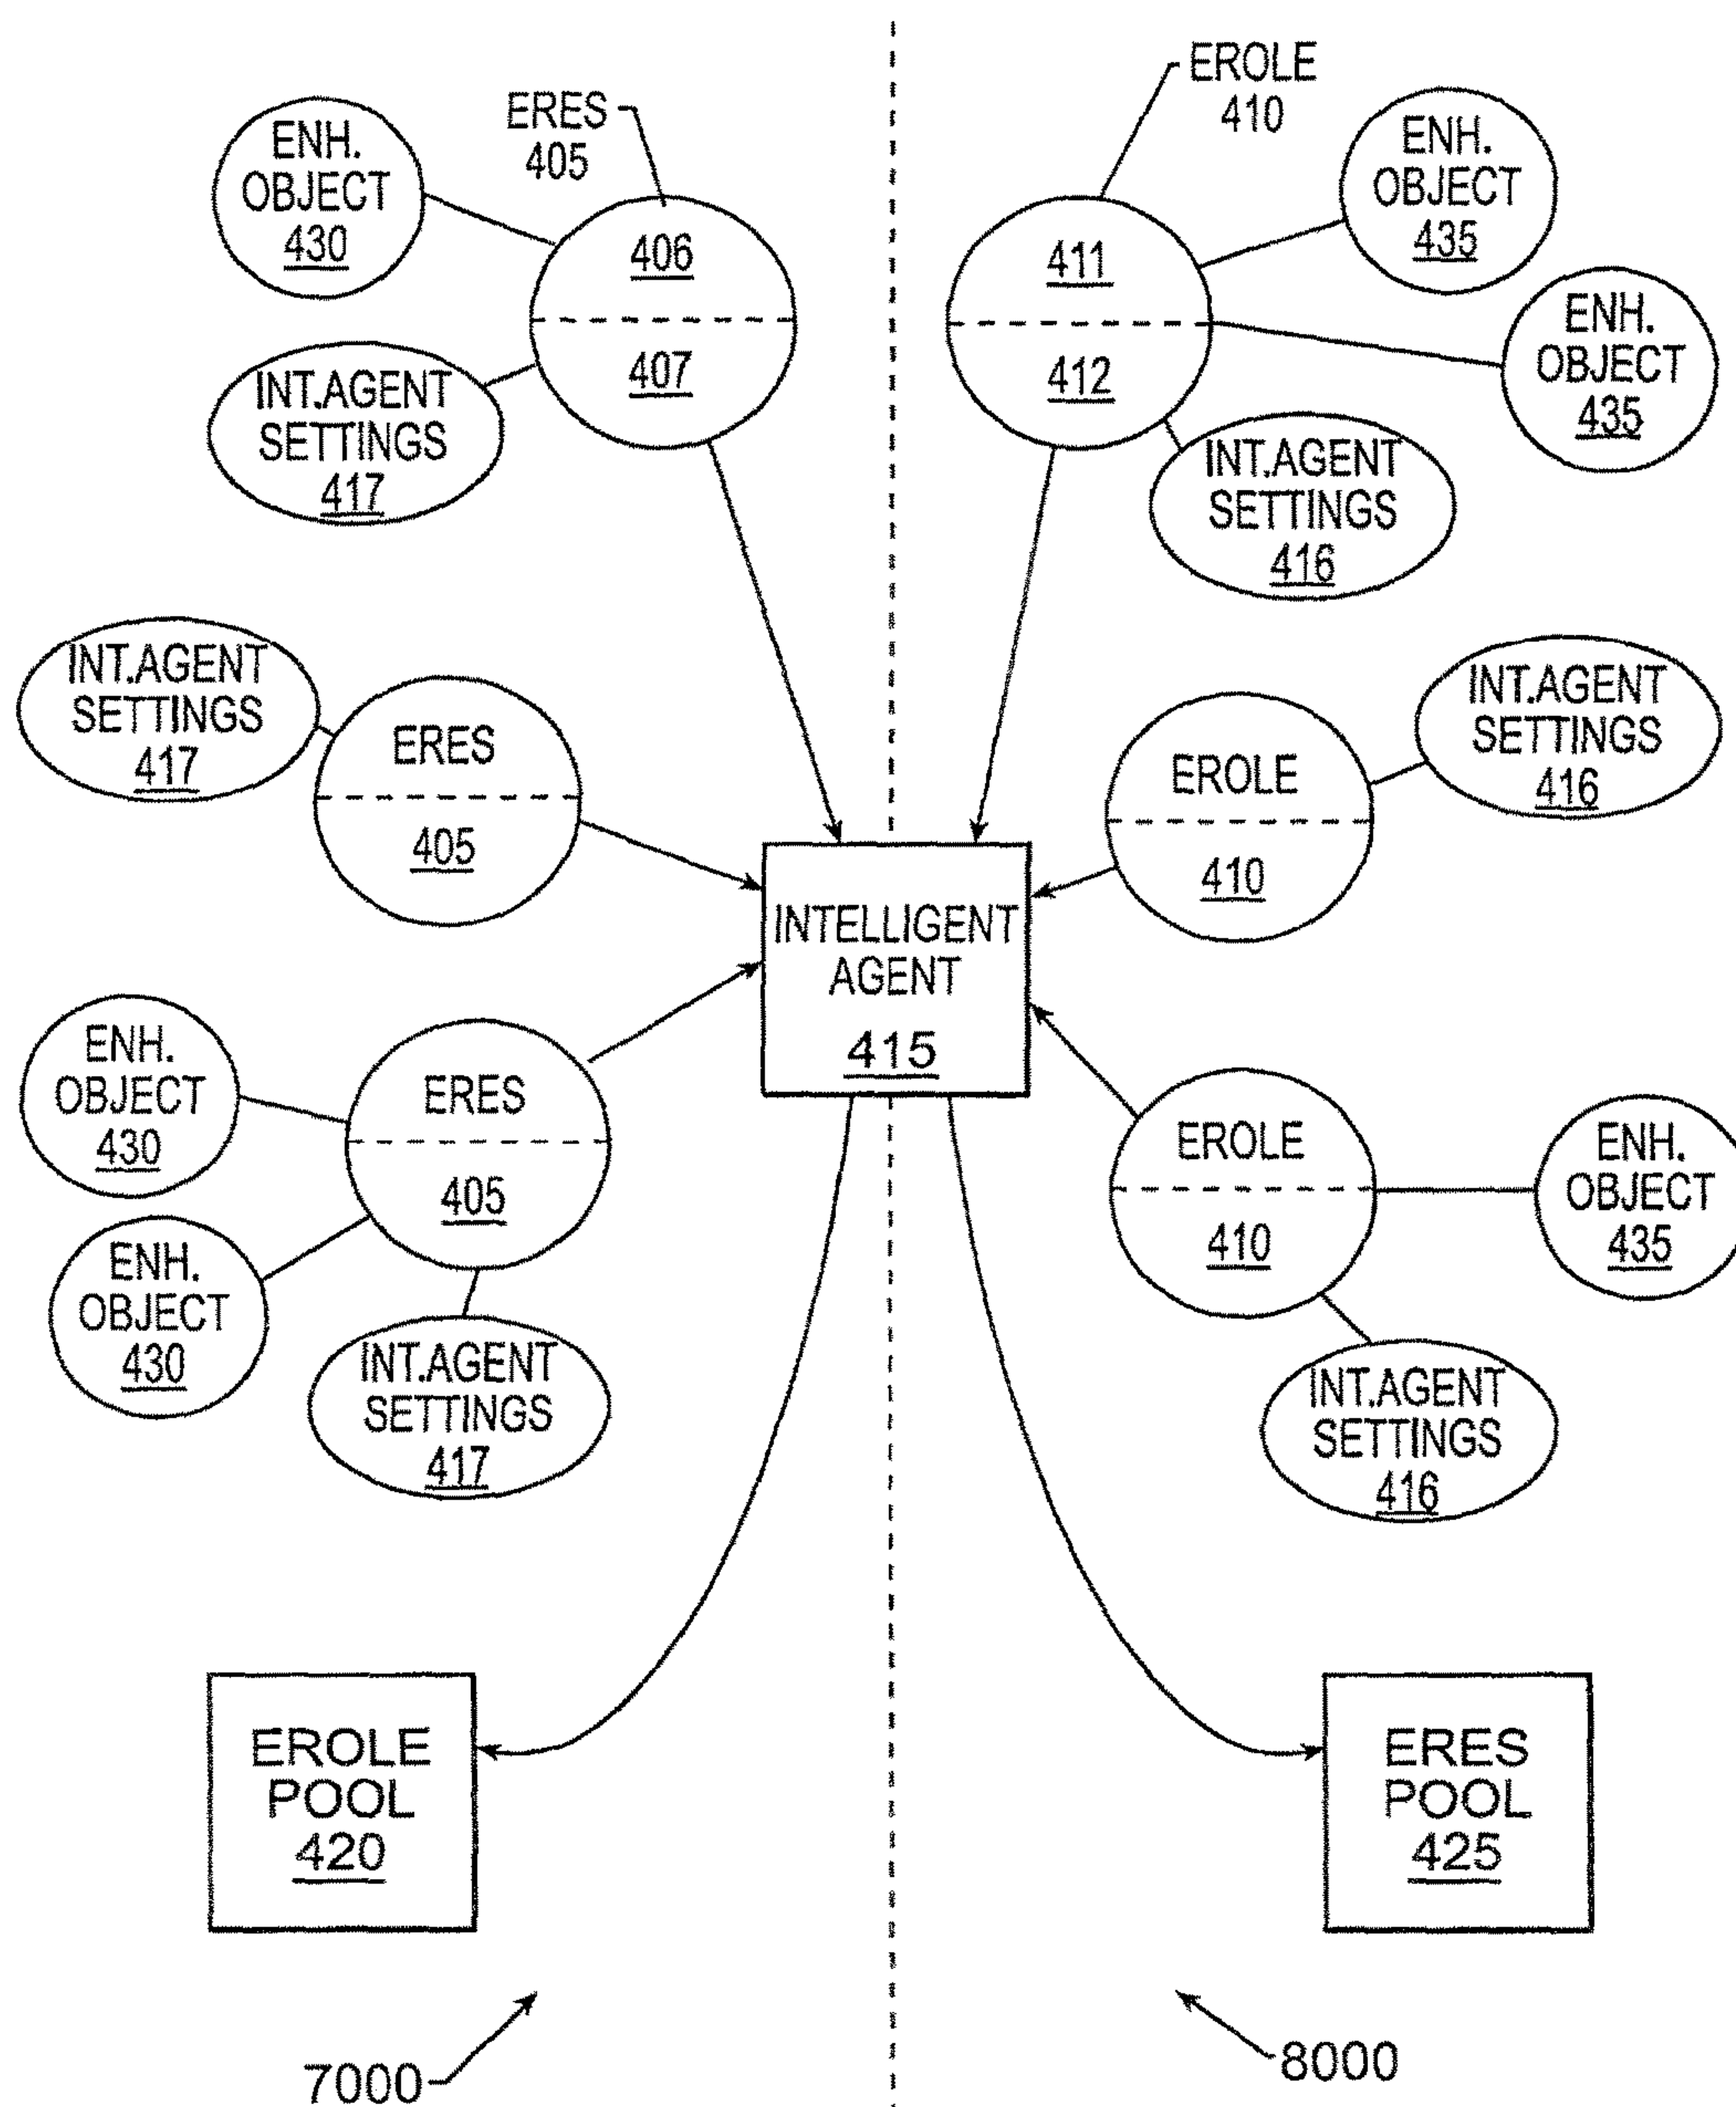 ERES
405
ENH.
OBJECT
430
406
407
INT.AGENT
SETTINGS
417
EROLE
410
411
412
ENH.
OBJECT
435
ENH.
OBJECT
435
INT.AGENT
SETTINGS
416
INT.AGENT
SETTINGS
417
ERES
405
EROLE
410
INT.AGENT
SETTINGS
416
INTELLIGENT
AGENT
415
ENH.
OBJECT
430
ERES
405
ENH.
OBJECT
430
INT.AGENT
SETTINGS
417
EROLE
410
ENH.
OBJECT
435
INT.AGENT
SETTINGS
416
EROLE
POOL
420
ERES
POOL
425
7000
8000